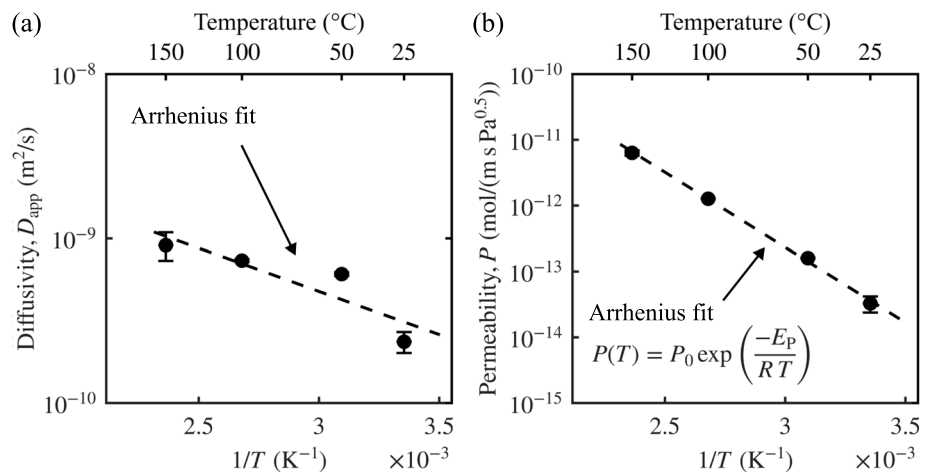 (a)
Temperature (°C)
150 100 50 25
10⁻⁸
10⁻⁹
10⁻¹⁰
Diffusivity, D_app (m²/s)
Arrhenius fit
2.5 3 3.5
1/T (K⁻¹) ×10⁻³
(b)
Temperature (°C)
150 100 50 25
10⁻¹⁰
10⁻¹¹
10⁻¹²
10⁻¹³
10⁻¹⁴
10⁻¹⁵
Permeability, P (mol/(m s Pa⁰·⁵))
Arrhenius fit
P(T) = P₀ exp (−E_P / R T)
2.5 3 3.5
1/T (K⁻¹) ×10⁻³